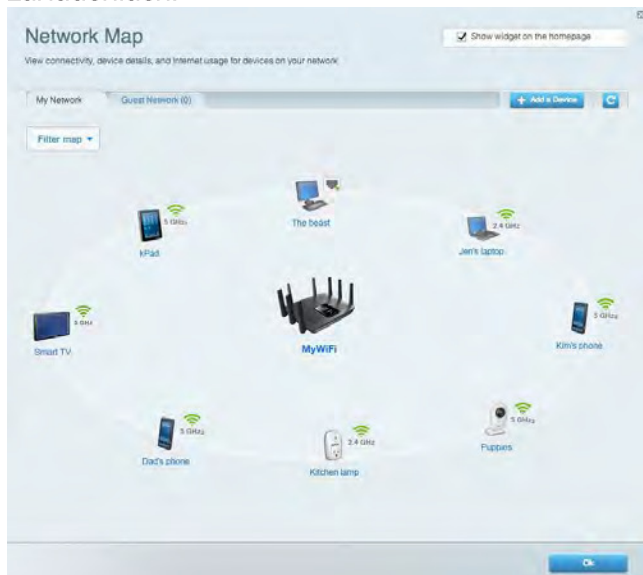 Network Map
Show widget on the homepage
View connectivity, device details, and Internet usage for devices on your network
My Network
Guest Network (0)
+ Add a Device
Filter map
The beast
5 GHz
kPad
2.4 GHz
Jen's laptop
5 GHz
Smart TV
MyWiFi
5 GHz
Kim's phone
5 GHz
Dad's phone
2.4 GHz
Kitchen lamp
5 GHz
Puppies
Ok